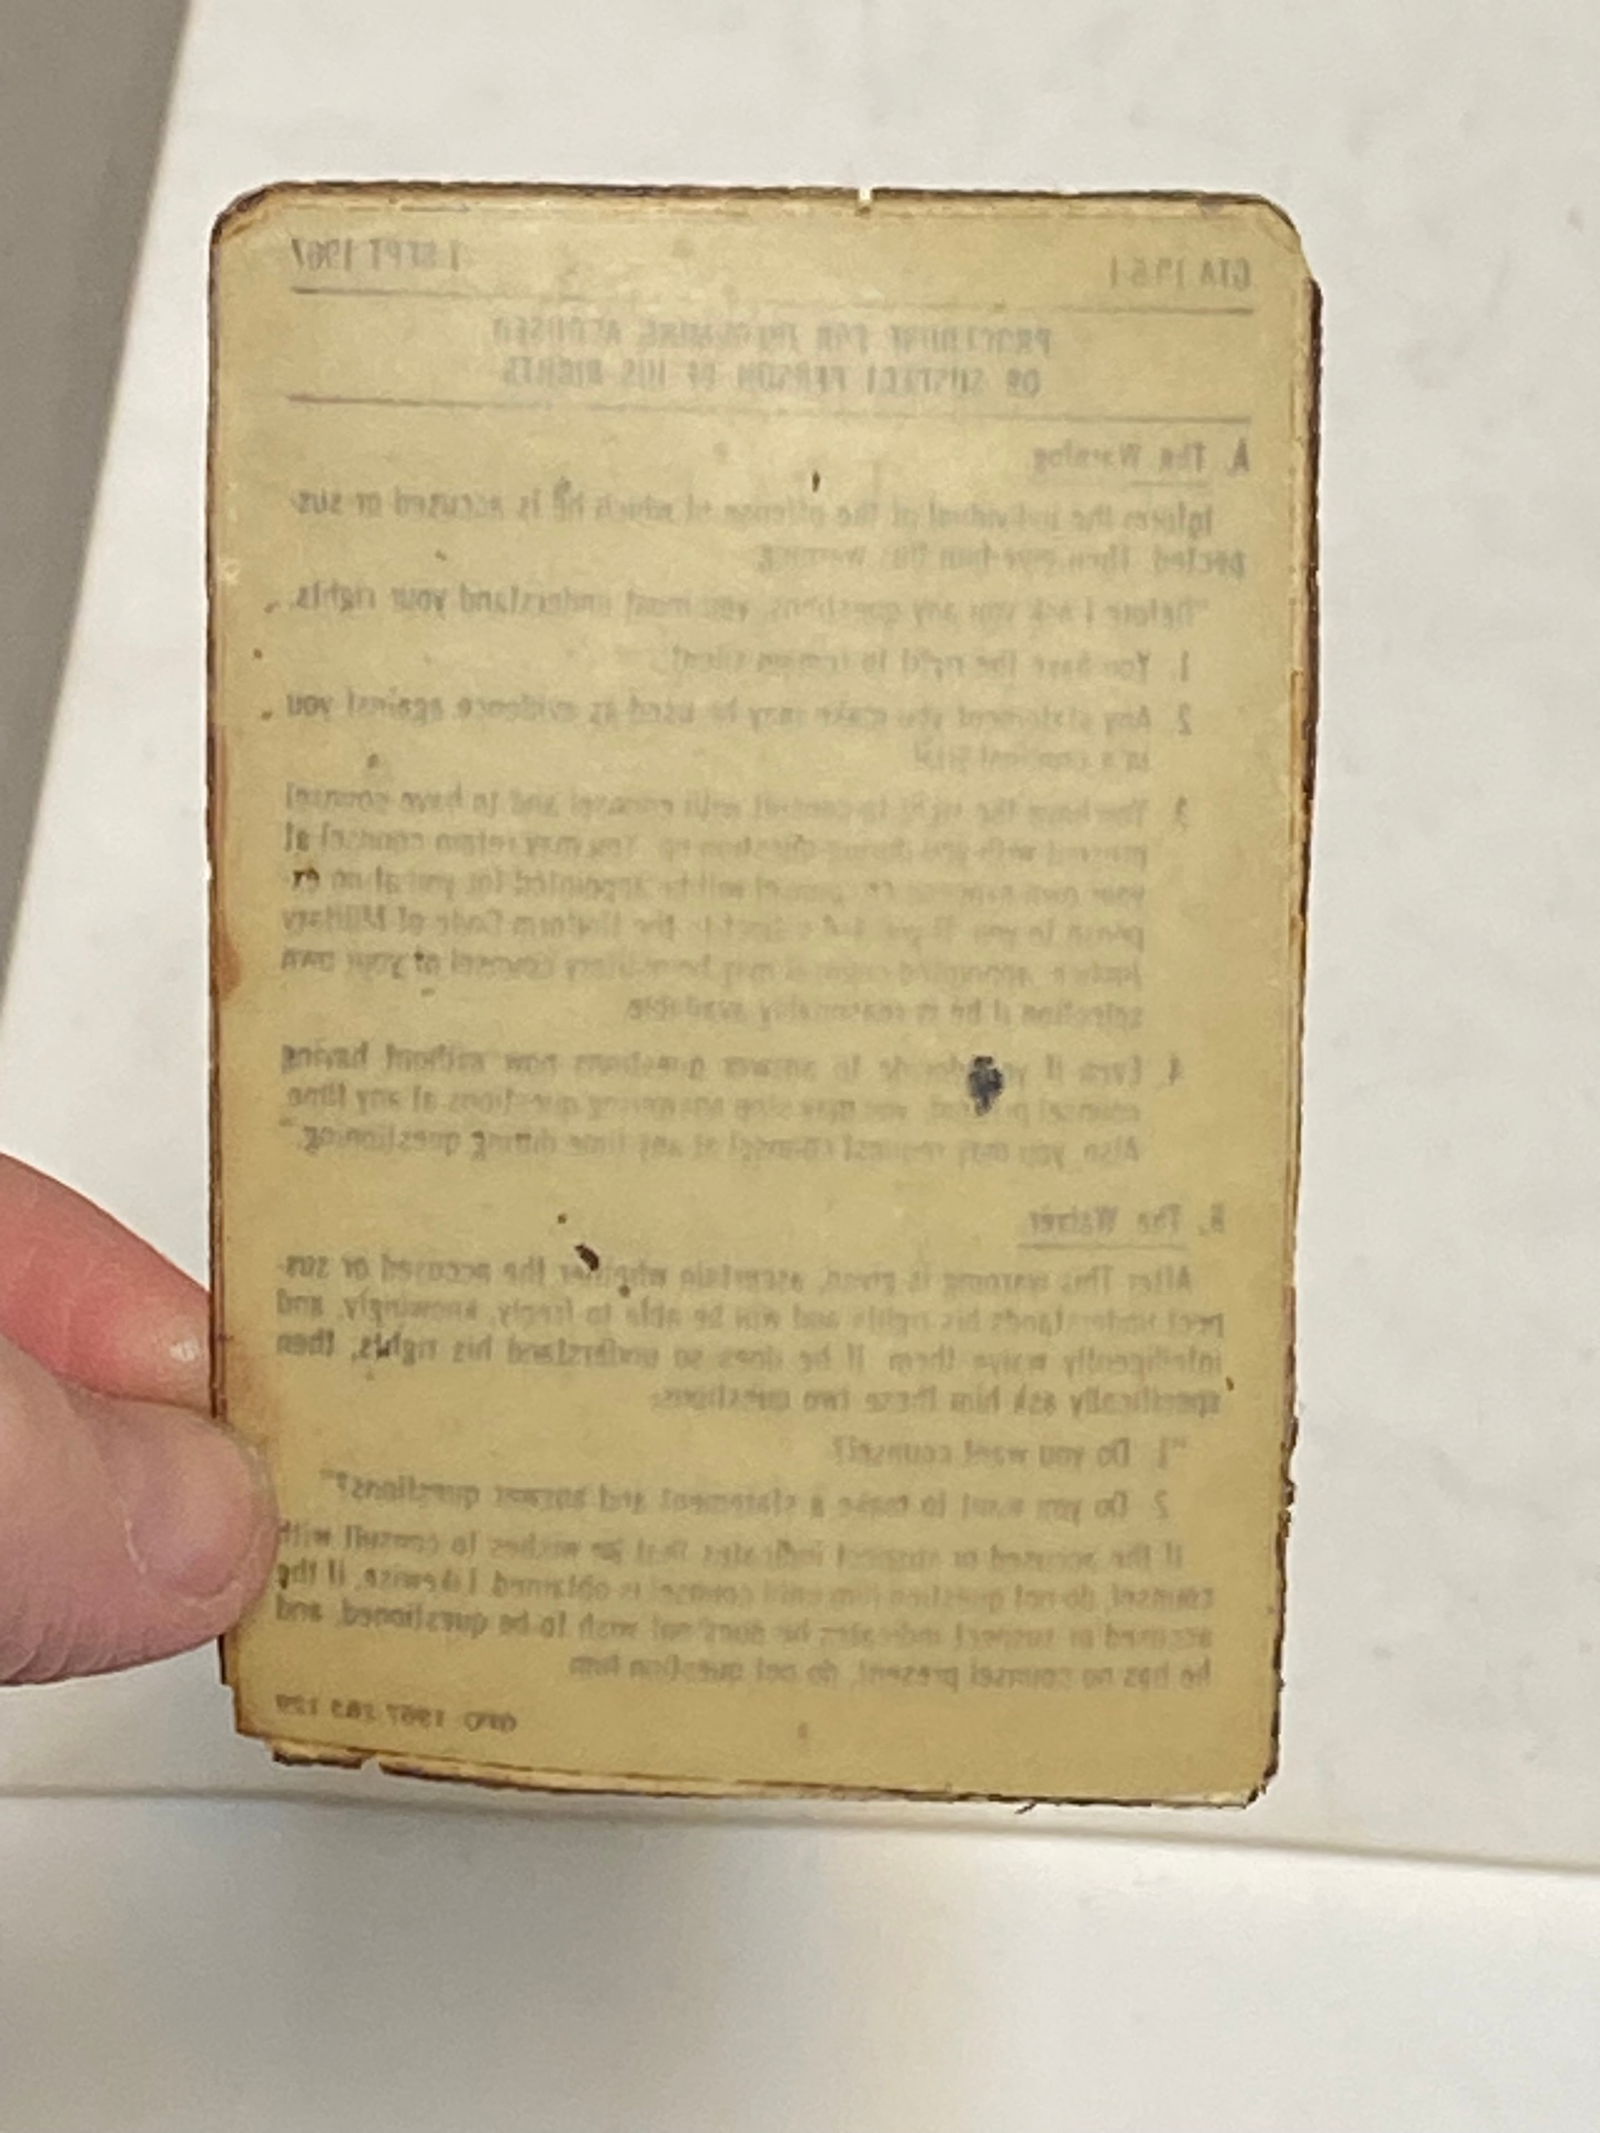 GTA 19-6-1 1 SEPT 1967
PROCEDURE FOR INFORMING ACCUSED
OR SUSPECT PERSON OF HIS RIGHTS
A. The Warning
Inform the individual of the offense of which he is accused or sus-
pected. Then give him this warning:
"Before I ask you any questions, you must understand your rights.
1. You have the right to remain silent.
2. Any statement you make may be used as evidence against you
in a criminal trial.
3. You have the right to consult with counsel and to have counsel
present with you during questioning. You may retain counsel at
your own expense or counsel will be appointed for you at no ex-
pense to you. If you are subject to the Uniform Code of Military
Justice, appointed counsel may be military counsel of your own
selection if he is reasonably available.
4. Even if you decide to answer questions now without having
counsel present, you may stop answering questions at any time.
Also, you may request counsel at any time during questioning."
B. The Waiver
After this warning is given, ascertain whether the accused or sus-
pect understands his rights and will be able to freely, knowingly, and
intelligently waive them. If he does so understand his rights, then
specifically ask him these two questions:
"1. Do you want counsel?
2. Do you want to make a statement and answer questions?"
If the accused or suspect indicates that he wishes to consult with
counsel, do not question him until counsel is obtained. Likewise, if the
accused or suspect indicates he does not wish to be questioned, and
he has no counsel present, do not question him
GPO 1967